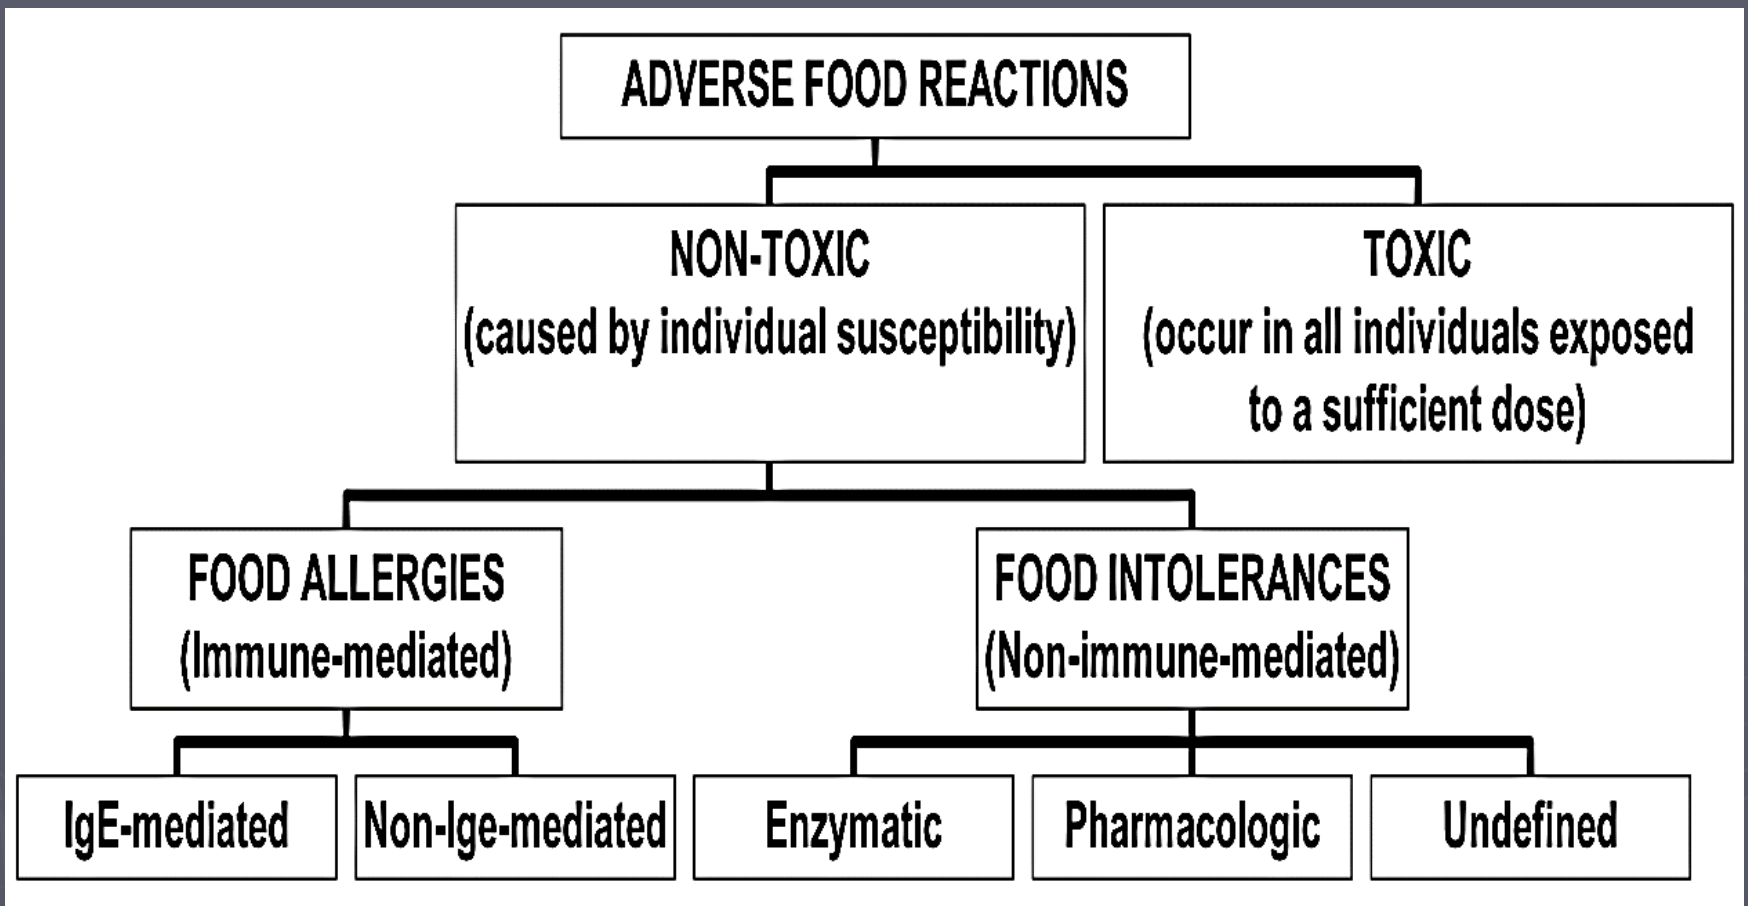 ADVERSE FOOD REACTIONS
NON-TOXIC
(caused by individual susceptibility)
TOXIC
(occur in all individuals exposed
to a sufficient dose)
FOOD ALLERGIES
(Immune-mediated)
FOOD INTOLERANCES
(Non-immune-mediated)
IgE-mediated
Non-Ige-mediated
Enzymatic
Pharmacologic
Undefined